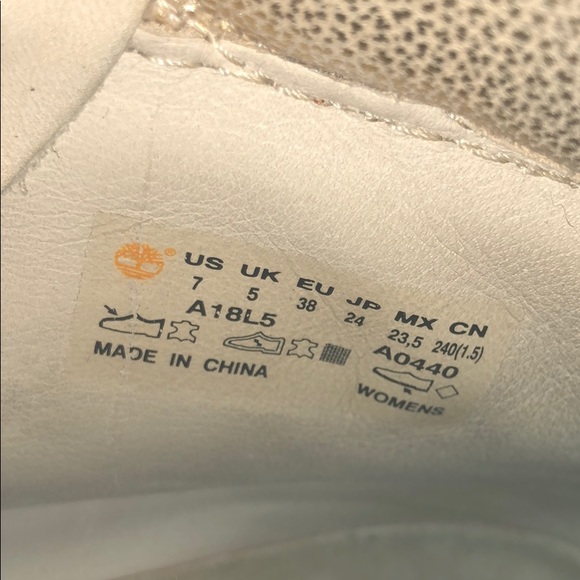 ® US UK EU JP MX CN
7 5 38 24 23,5 240(1.5)
A18L5 A0440
MADE IN CHINA WOMENS